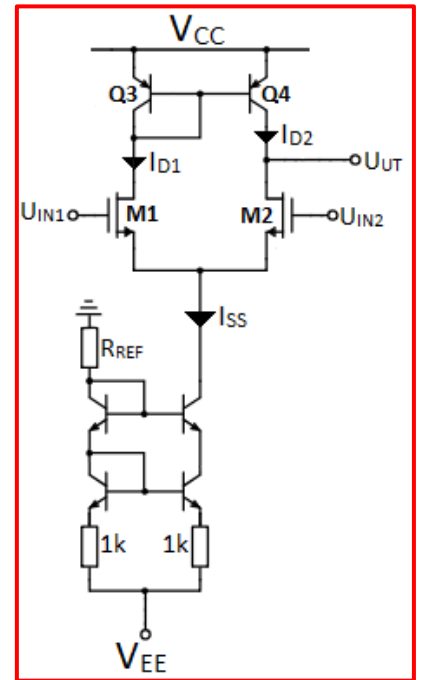 VCC
Q3
Q4
ID1
ID2
UUT
UIN1
M1
M2
UIN2
ISS
RREF
1k
1k
VEE